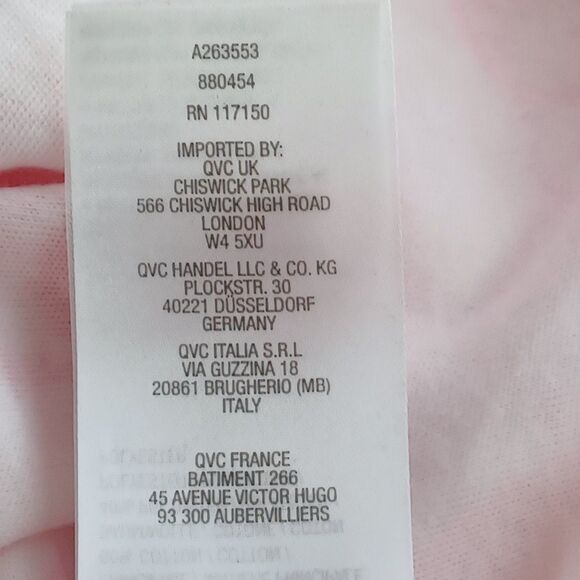 A263553
880454
RN 117150
IMPORTED BY:
QVC UK
CHISWICK PARK
566 CHISWICK HIGH ROAD
LONDON
W4 5XU
QVC HANDEL LLC & CO. KG
PLOCKSTR. 30
40221 DÜSSELDORF
GERMANY
QVC ITALIA S.R.L
VIA GUZZINA 18
20861 BRUGHERIO (MB)
ITALY
QVC FRANCE
BATIMENT 266
45 AVENUE VICTOR HUGO
93 300 AUBERVILLIERS